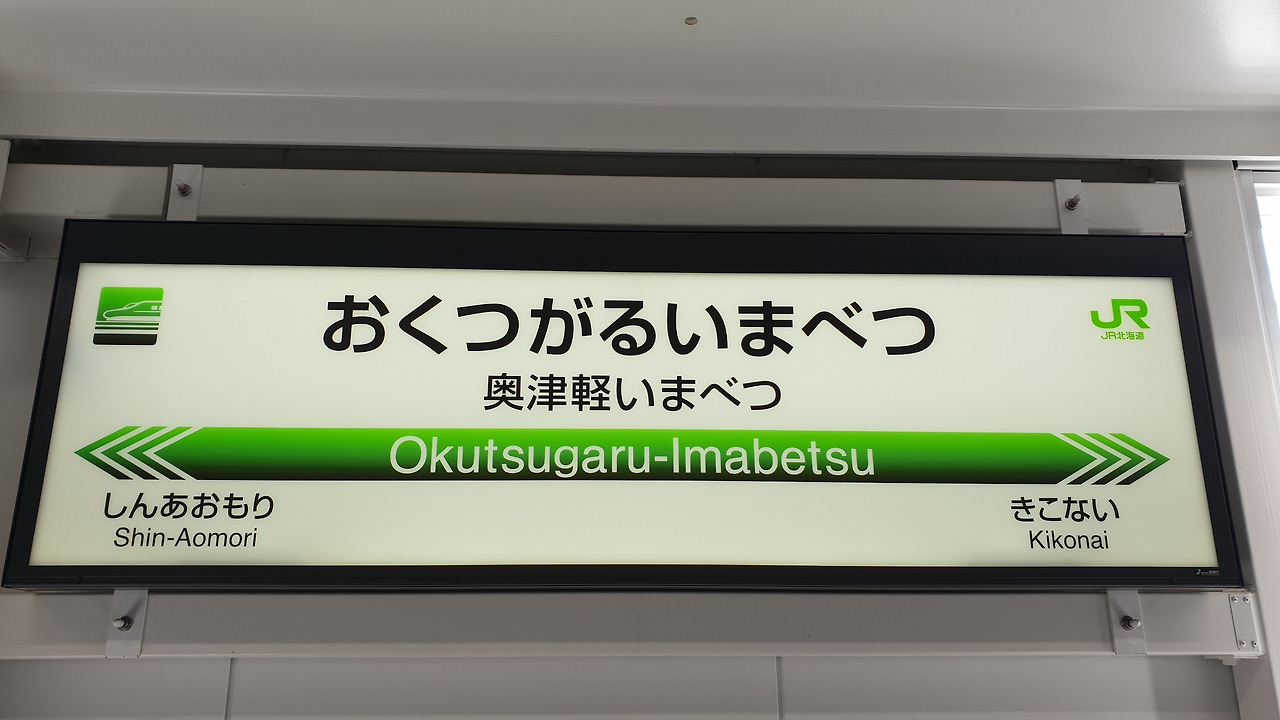 おくつがるいまべつ
JR
JR北海道
奥津軽いまべつ
Okutsugaru-Imabetsu
しんあおもり
Shin-Aomori
きこない
Kikonai